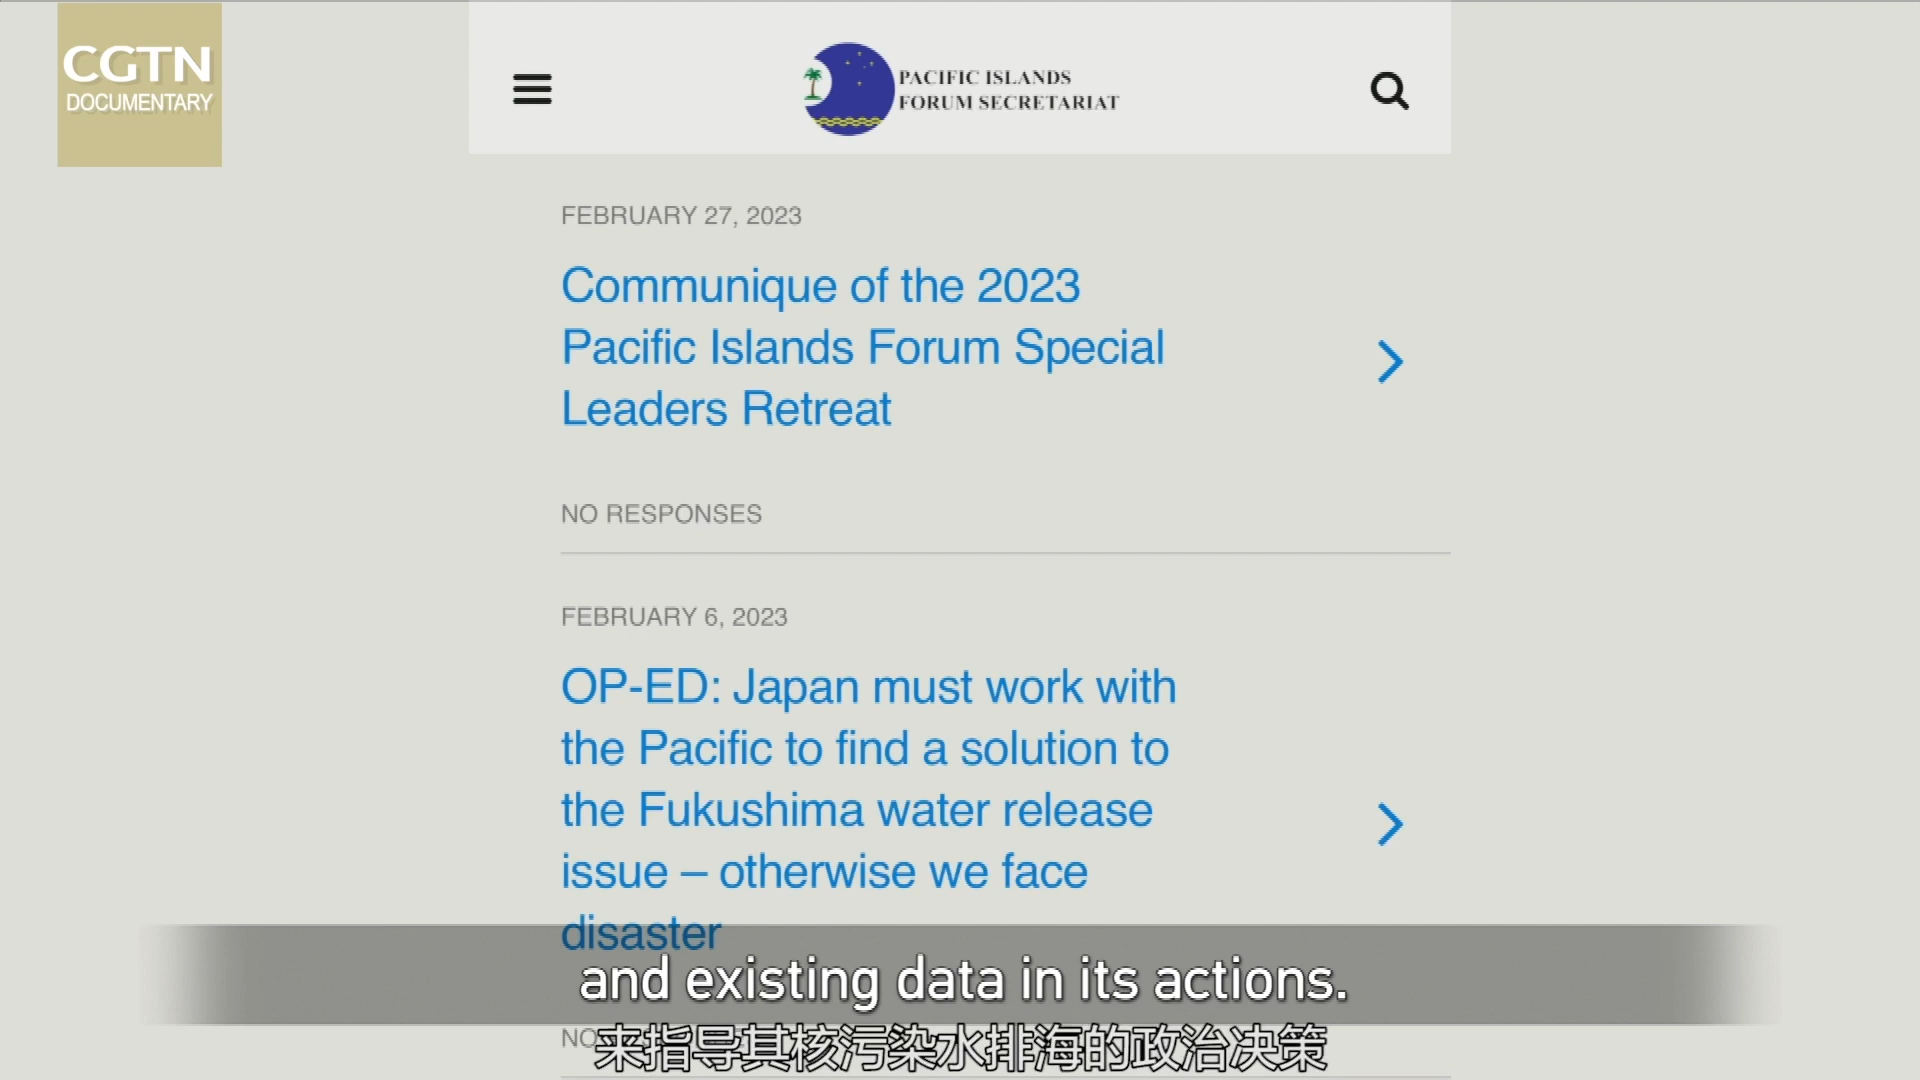 CGTN
DOCUMENTARY
PACIFIC ISLANDS
FORUM SECRETARIAT
FEBRUARY 27, 2023
Communique of the 2023
Pacific Islands Forum Special
Leaders Retreat
NO RESPONSES
FEBRUARY 6, 2023
OP-ED: Japan must work with
the Pacific to find a solution to
the Fukushima water release
issue – otherwise we face
disaster
and existing data in its actions.
来指导其核污染水排海的政治决策